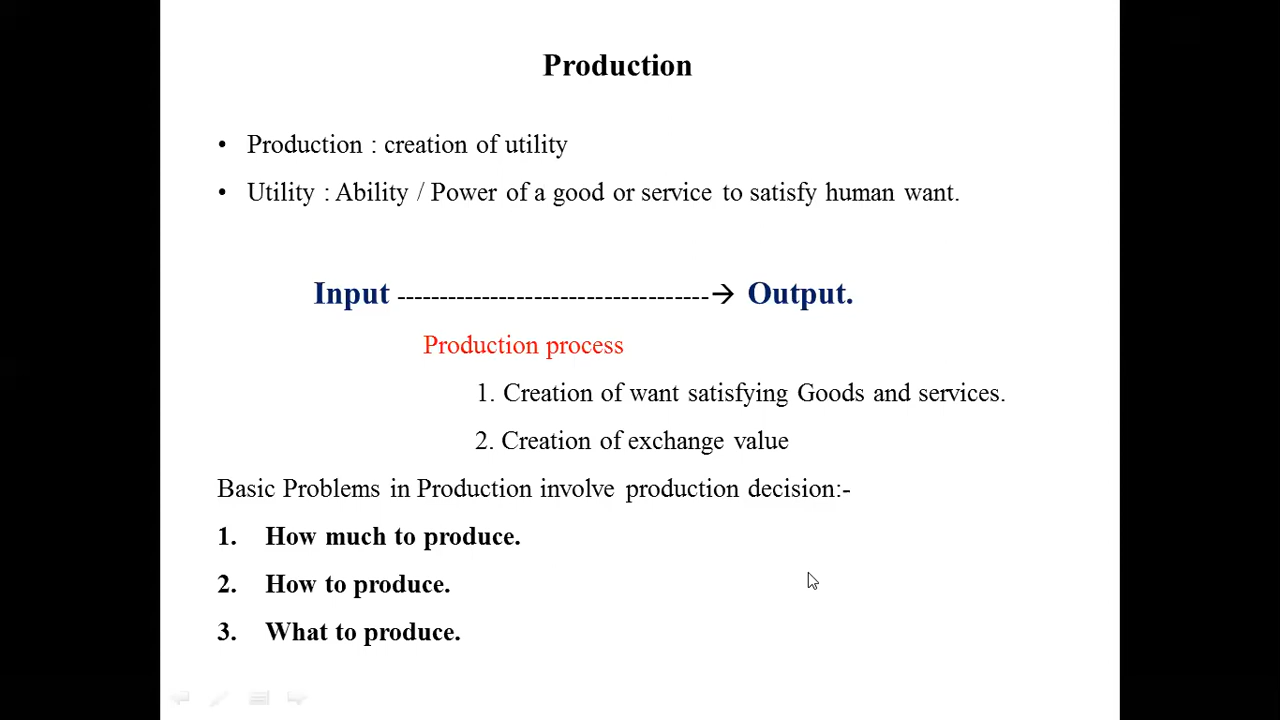 Production
• Production : creation of utility
• Utility : Ability / Power of a good or service to satisfy human want.
Input -------------------------------------→ Output.
Production process
1. Creation of want satisfying Goods and services.
2. Creation of exchange value
Basic Problems in Production involve production decision:-
1. How much to produce.
2. How to produce.
3. What to produce.